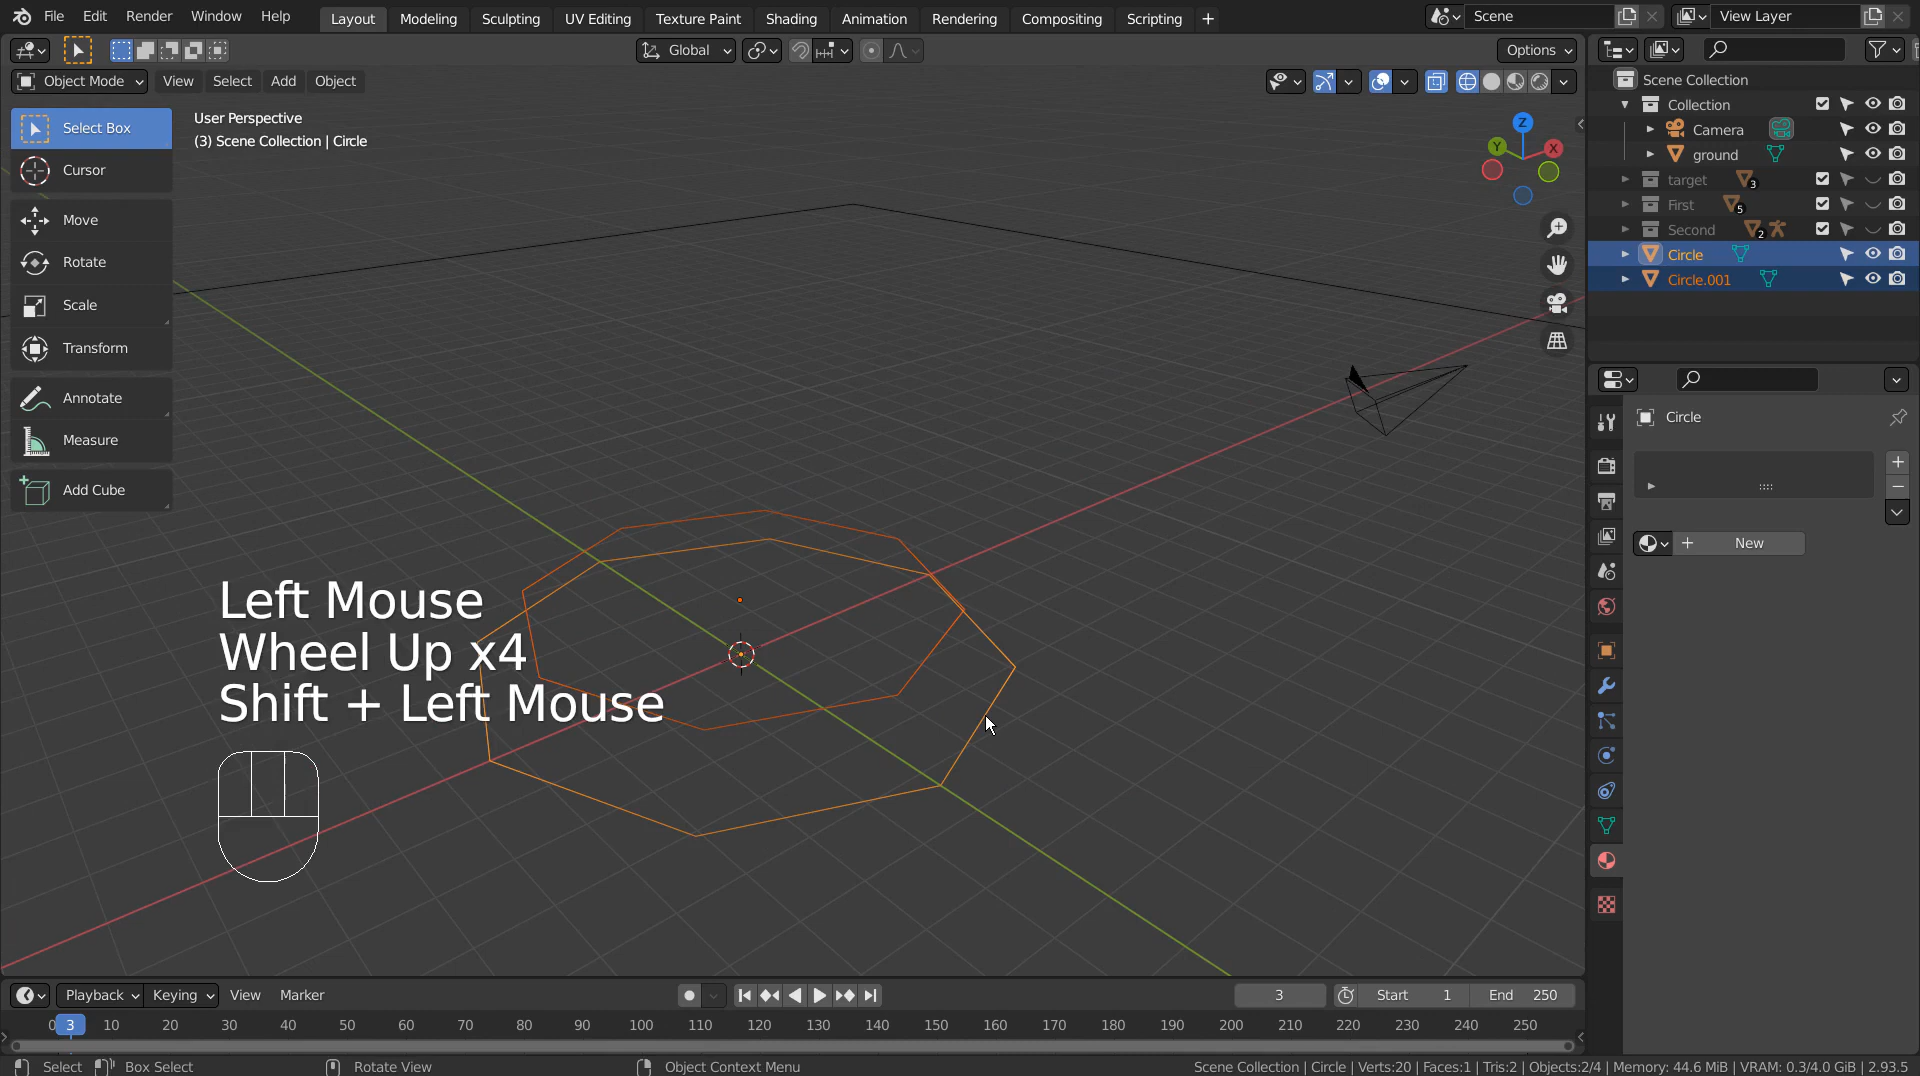 File Edit Render Window Help Layout Modeling Sculpting UV Editing Texture Paint Shading Animation Rendering Compositing Scripting + Scene View Layer
Global Options
Object Mode View Select Add Object
Select Box
Cursor
Move
Rotate
Scale
Transform
Annotate
Measure
Add Cube
User Perspective
(3) Scene Collection | Circle
Z
Y
X
Left Mouse
Wheel Up x4
Shift + Left Mouse
Scene Collection
Collection
Camera
ground
target 3
First 5
Second 2
Circle
Circle.001
Circle
New
Playback Keying View Marker 3 Start 1 End 250
0 3 10 20 30 40 50 60 70 80 90 100 110 120 130 140 150 160 170 180 190 200 210 220 230 240 250
Select Box Select Rotate View Object Context Menu Scene Collection | Circle | Verts:20 | Faces:1 | Tris:2 | Objects:2/4 | Memory: 44.6 MiB | VRAM: 0.3/4.0 GiB | 2.93.5